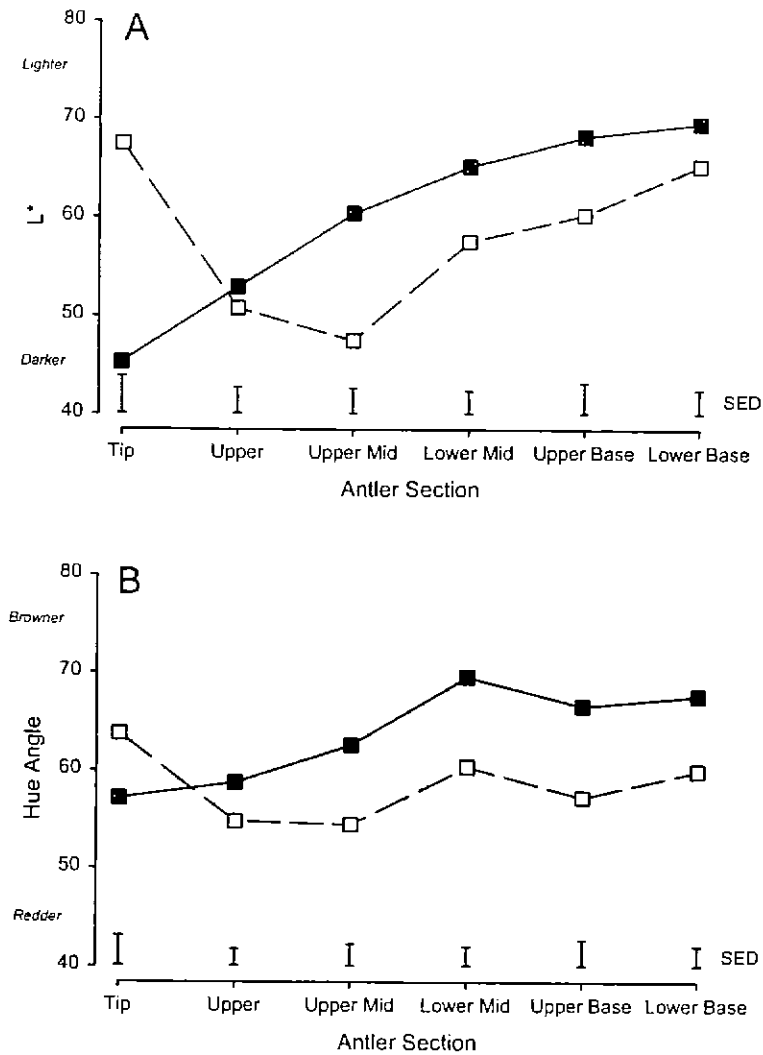 A
80
Lighter
70
L*
60
50
Darker
40
SED
Tip Upper Upper Mid Lower Mid Upper Base Lower Base
Antler Section
B
80
Browner
70
Hue Angle
60
50
Redder
40
SED
Tip Upper Upper Mid Lower Mid Upper Base Lower Base
Antler Section